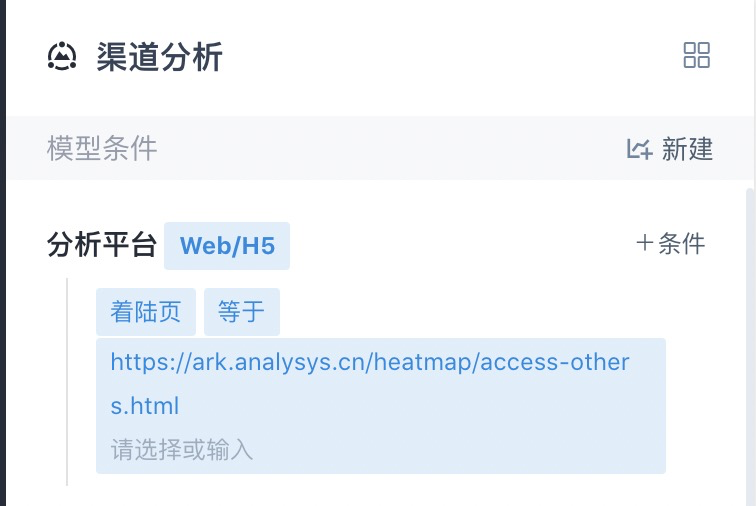 渠道分析
模型条件 新建
分析平台 Web/H5 +条件
着陆页 等于
https://ark.analysys.cn/heatmap/access-other
s.html
请选择或输入